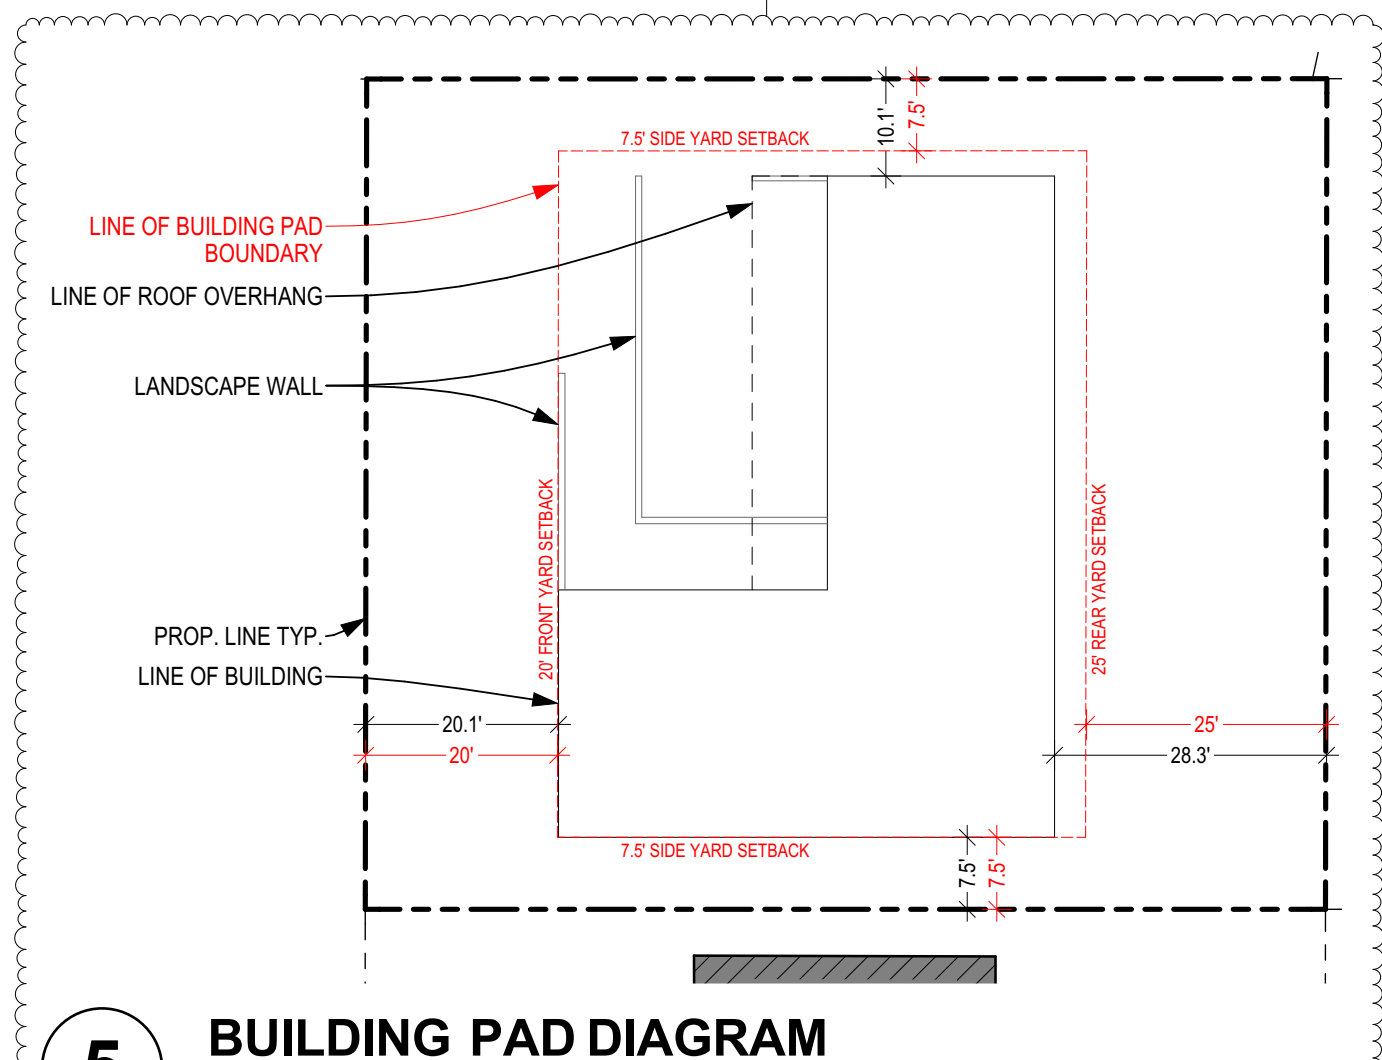 10.1'
7.5'
7.5' SIDE YARD SETBACK
LINE OF BUILDING PAD
BOUNDARY
LINE OF ROOF OVERHANG
LANDSCAPE WALL
20' FRONT YARD SETBACK
25' REAR YARD SETBACK
PROP. LINE TYP.
LINE OF BUILDING
20.1'
25'
20'
28.3'
7.5' SIDE YARD SETBACK
7.5'
7.5'
5
BUILDING PAD DIAGRAM